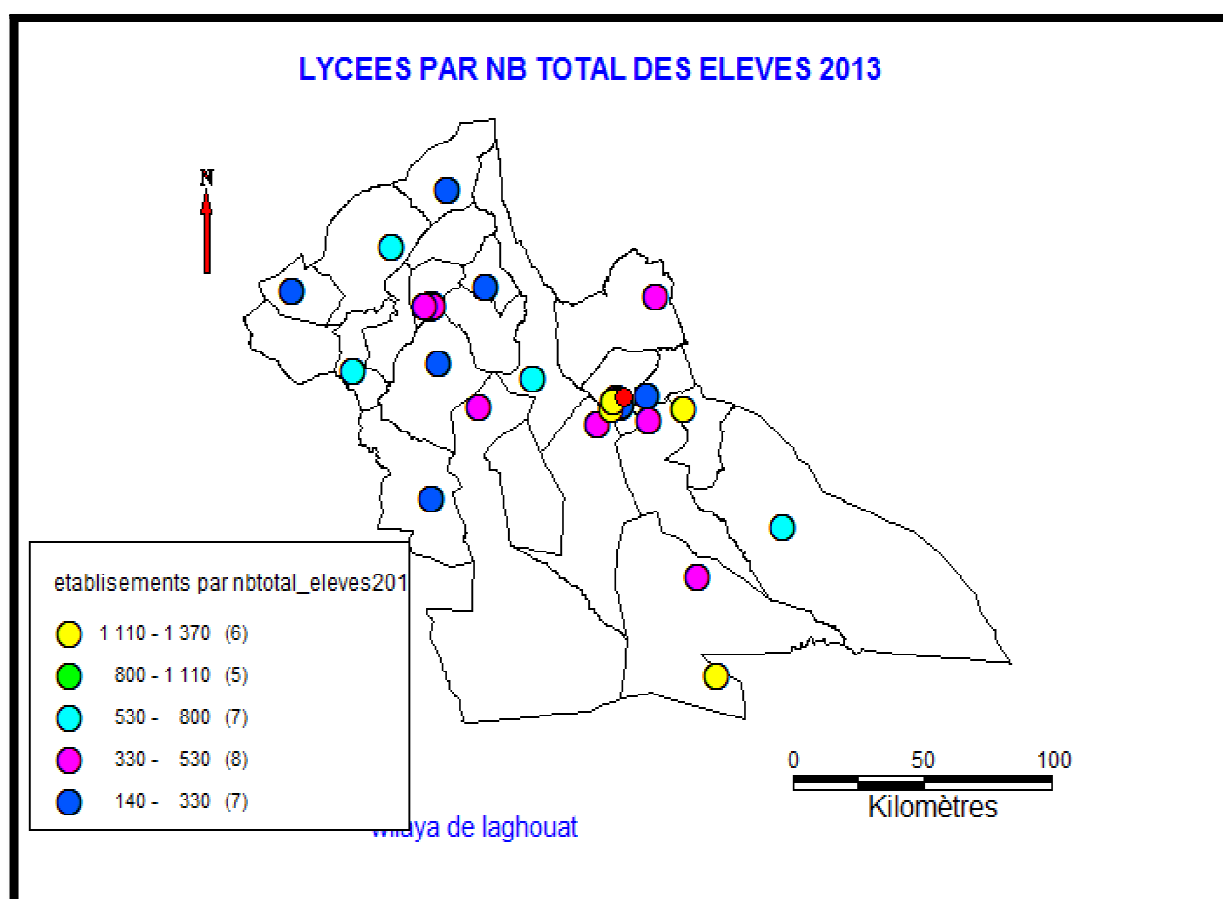 LYCEES PAR NB TOTAL DES ELEVES 2013
N
etablisements par nbtotal_eleves201
1 110 - 1 370 (6)
800 - 1 110 (5)
530 - 800 (7)
330 - 530 (8)
140 - 330 (7)
0 50 100
Kilomètres
wilaya de laghouat